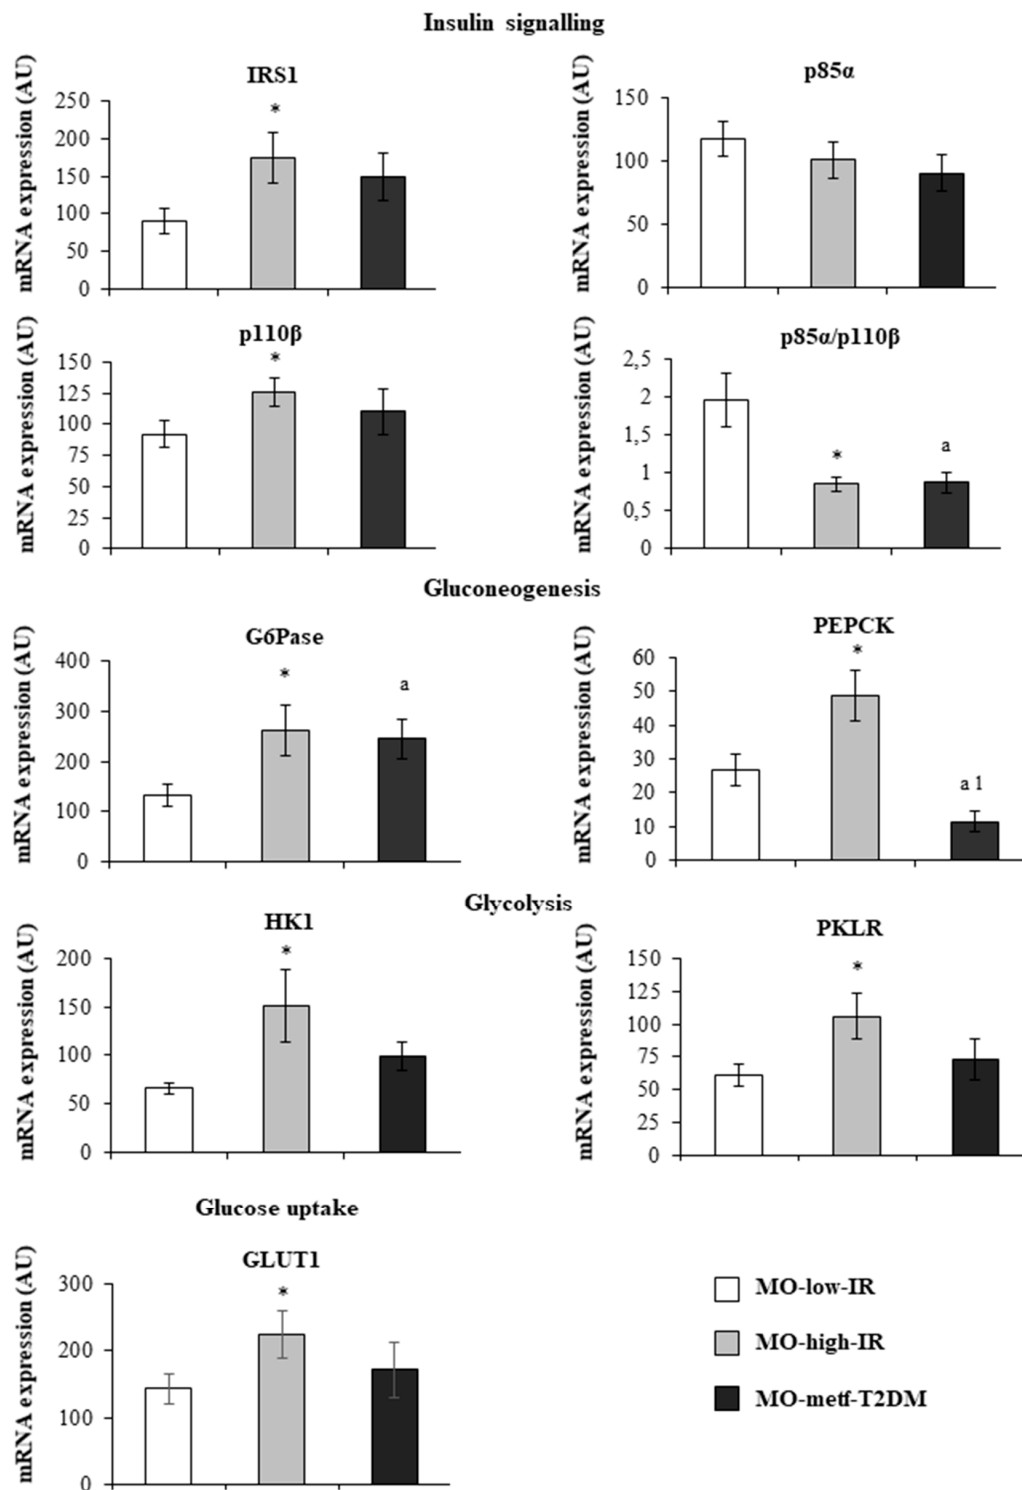 Insulin signalling
IRS1
mRNA expression (AU)
250
200
150
100
50
0
*
p85α
mRNA expression (AU)
150
100
50
0
p110β
mRNA expression (AU)
150
125
100
75
50
25
0
*
p85α/p110β
mRNA expression (AU)
2,5
2
1,5
1
0,5
0
*
a
Gluconeogenesis
G6Pase
mRNA expression (AU)
400
300
200
100
0
*
a
PEPCK
mRNA expression (AU)
60
50
40
30
20
10
0
*
a 1
Glycolysis
HK1
mRNA expression (AU)
200
150
100
50
0
*
PKLR
mRNA expression (AU)
150
125
100
75
50
25
0
*
Glucose uptake
GLUT1
mRNA expression (AU)
300
200
100
0
*
MO-low-IR
MO-high-IR
MO-metf-T2DM